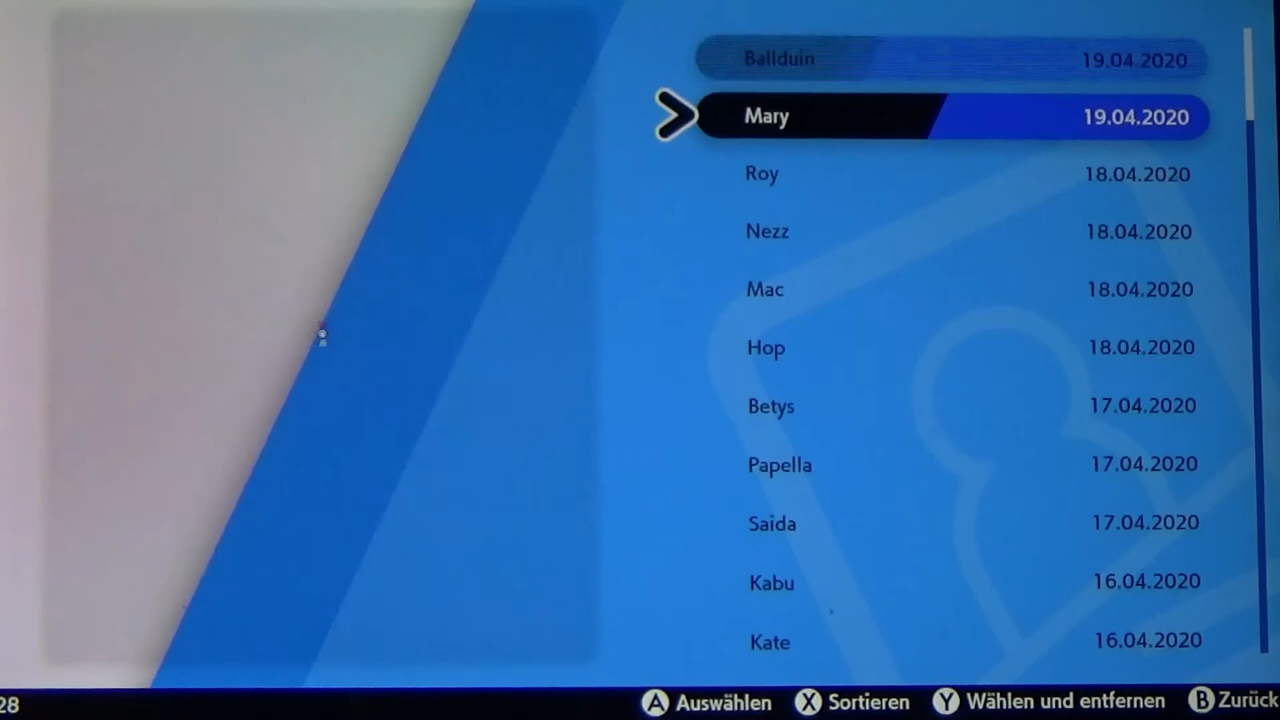 Ballduin 19.04.2020
Mary 19.04.2020
Roy 18.04.2020
Nezz 18.04.2020
Mac 18.04.2020
Hop 18.04.2020
Betys 17.04.2020
Papella 17.04.2020
Saida 17.04.2020
Kabu 16.04.2020
Kate 16.04.2020
28 A Auswählen X Sortieren Y Wählen und entfernen B Zurück